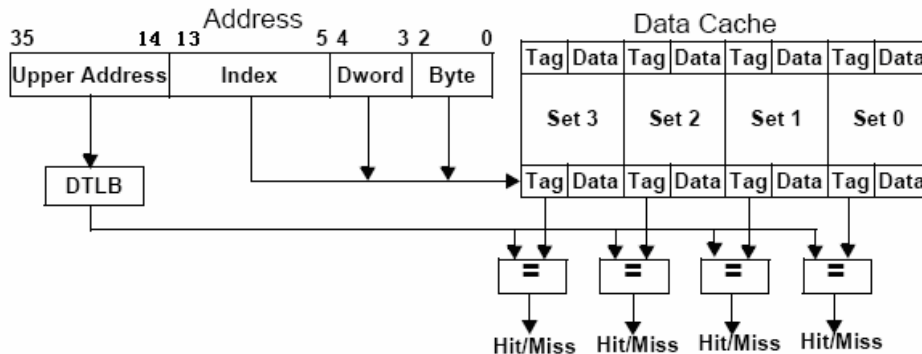 Address
35 14 13 5 4 3 2 0
Upper Address Index Dword Byte
Data Cache
Tag Data Tag Data Tag Data Tag Data
Set 3 Set 2 Set 1 Set 0
Tag Data Tag Data Tag Data Tag Data
DTLB
= = = =
Hit/Miss Hit/Miss Hit/Miss Hit/Miss